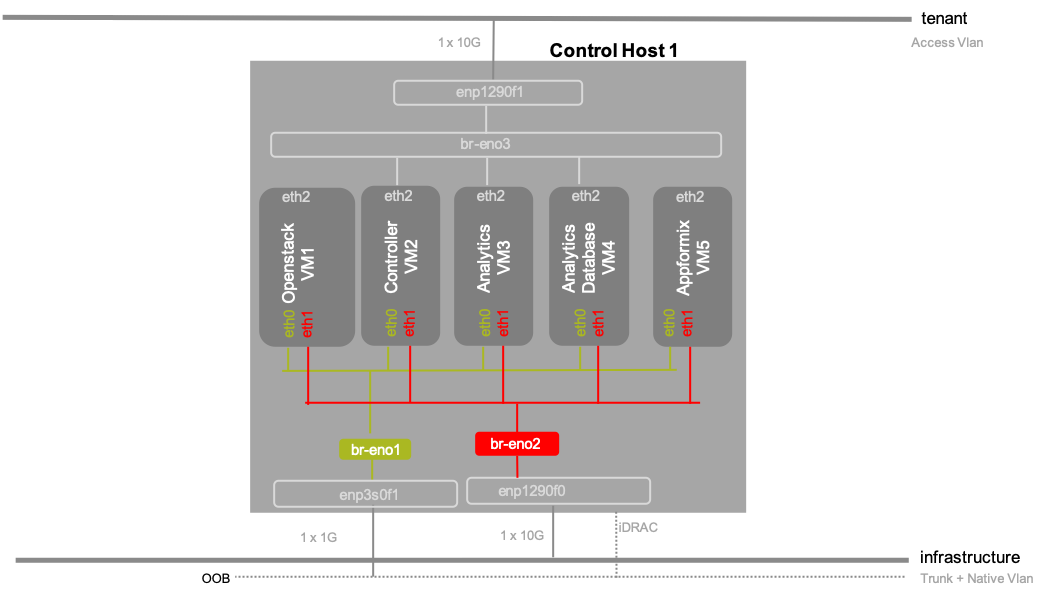 tenant
1 x 10G
Access Vlan
Control Host 1
enp1290f1
br-eno3
eth2
eth2
eth2
eth2
eth2
Openstack
VM1
Controller
VM2
Analytics
VM3
Analytics
Database
VM4
Appformix
VM5
eth0
eth1
eth0
eth1
eth0
eth1
eth0
eth1
eth0
eth1
br-eno1
br-eno2
enp3s0f1
enp1290f0
1 x 1G
1 x 10G
iDRAC
infrastructure
OOB
Trunk + Native Vlan